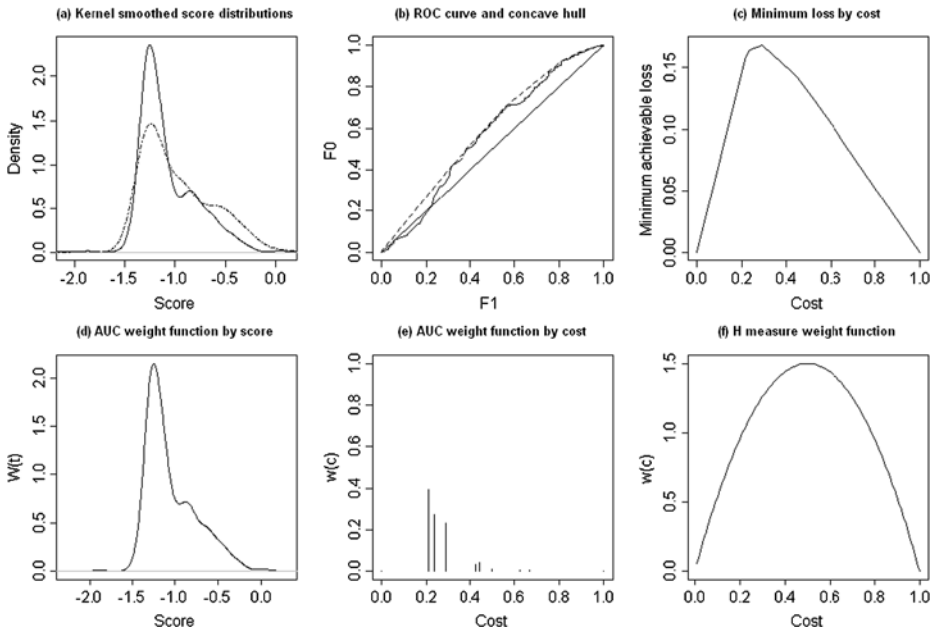 (a) Kernel smoothed score distributions
Density
0.0 0.5 1.0 1.5 2.0
-2.0 -1.5 -1.0 -0.5 0.0
Score
(b) ROC curve and concave hull
F0
0.0 0.2 0.4 0.6 0.8 1.0
0.0 0.2 0.4 0.6 0.8 1.0
F1
(c) Minimum loss by cost
Minimum achievable loss
0.00 0.05 0.10 0.15
0.0 0.2 0.4 0.6 0.8 1.0
Cost
(d) AUC weight function by score
W(t)
0.0 0.5 1.0 1.5 2.0
-2.0 -1.5 -1.0 -0.5 0.0
Score
(e) AUC weight function by cost
w(c)
0.0 0.2 0.4 0.6 0.8 1.0
0.0 0.2 0.4 0.6 0.8 1.0
Cost
(f) H measure weight function
w(c)
0.0 0.5 1.0 1.5
0.0 0.2 0.4 0.6 0.8 1.0
Cost